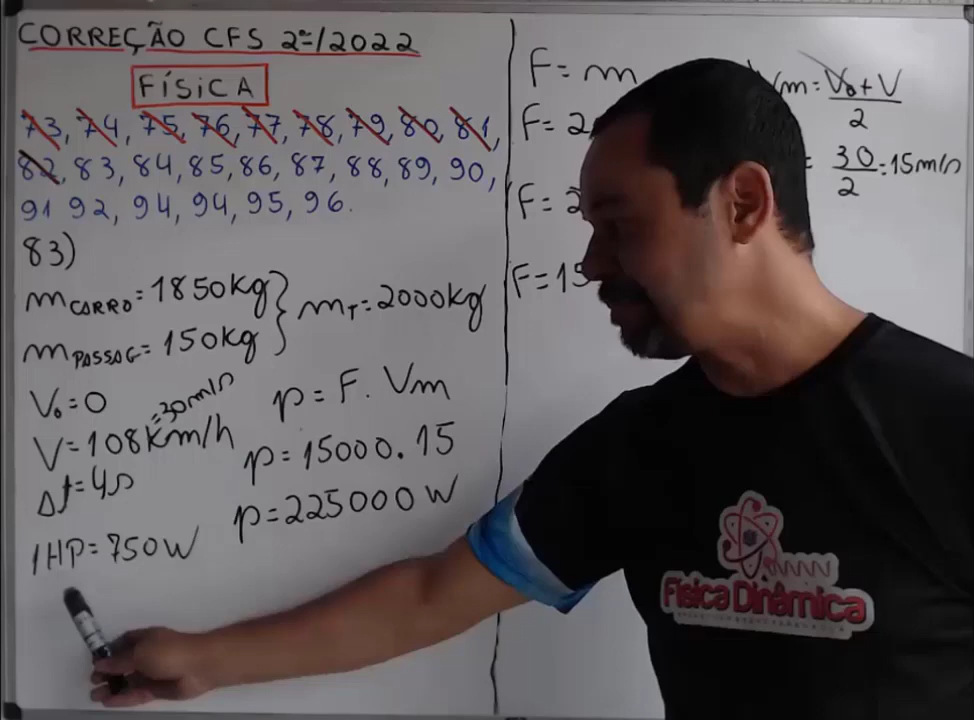 CORREÇÃO CFS 2º/2022
FÍSICA
73, 74, 75, 76, 77, 78, 79, 80, 81,
82, 83, 84, 85, 86, 87, 88, 89, 90,
91 92, 94, 94, 95, 96.
83)
mCARRO = 1850kg
mPASSAG = 150kg
mT = 2000kg
V₀ = 0
V = 108km/h = 30m/s
Δt = 4s
1HP = 750W
p = F. Vm
p = 15000.15
p = 225000 W
F = m
F = 2
F = 2
F = 15
m = V₀ + V / 2
= 30/2 = 15m/s
Física Dinâmica